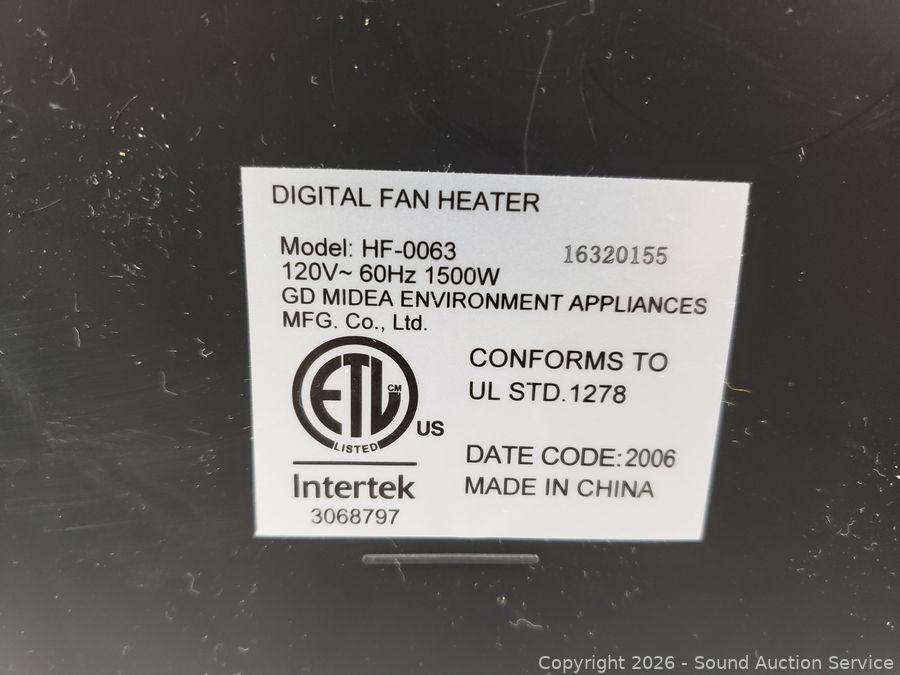 DIGITAL FAN HEATER
Model: HF-0063
16320155
120V~ 60Hz 1500W
GD MIDEA ENVIRONMENT APPLIANCES
MFG. Co., Ltd.
ETL CM
LISTED
US
Intertek
3068797
CONFORMS TO
UL STD.1278
DATE CODE: 2006
MADE IN CHINA
Copyright 2026 - Sound Auction Service